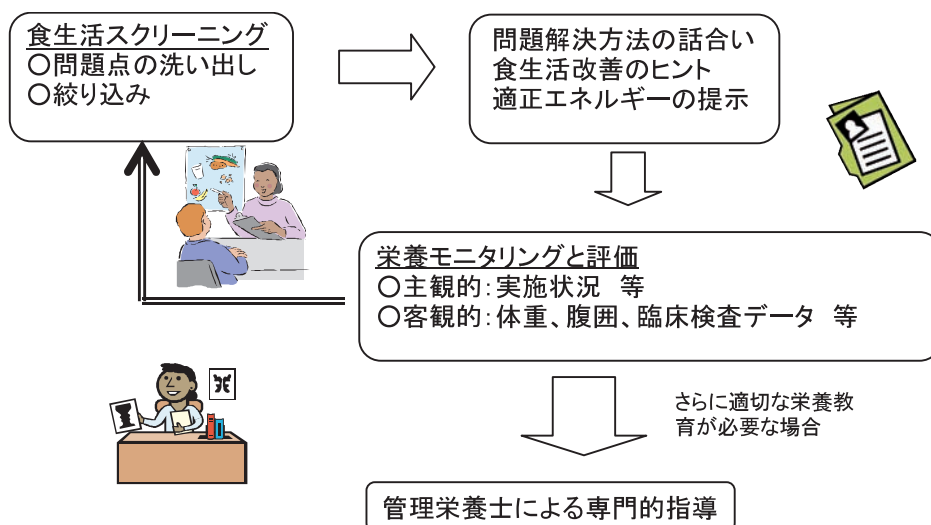 食生活スクリーニング
○問題点の洗い出し
○絞り込み
問題解決方法の話合い
食生活改善のヒント
適正エネルギーの提示
栄養モニタリングと評価
○主観的：実施状況　等
○客観的：体重、腹囲、臨床検査データ　等
さらに適切な栄養教
育が必要な場合
管理栄養士による専門的指導